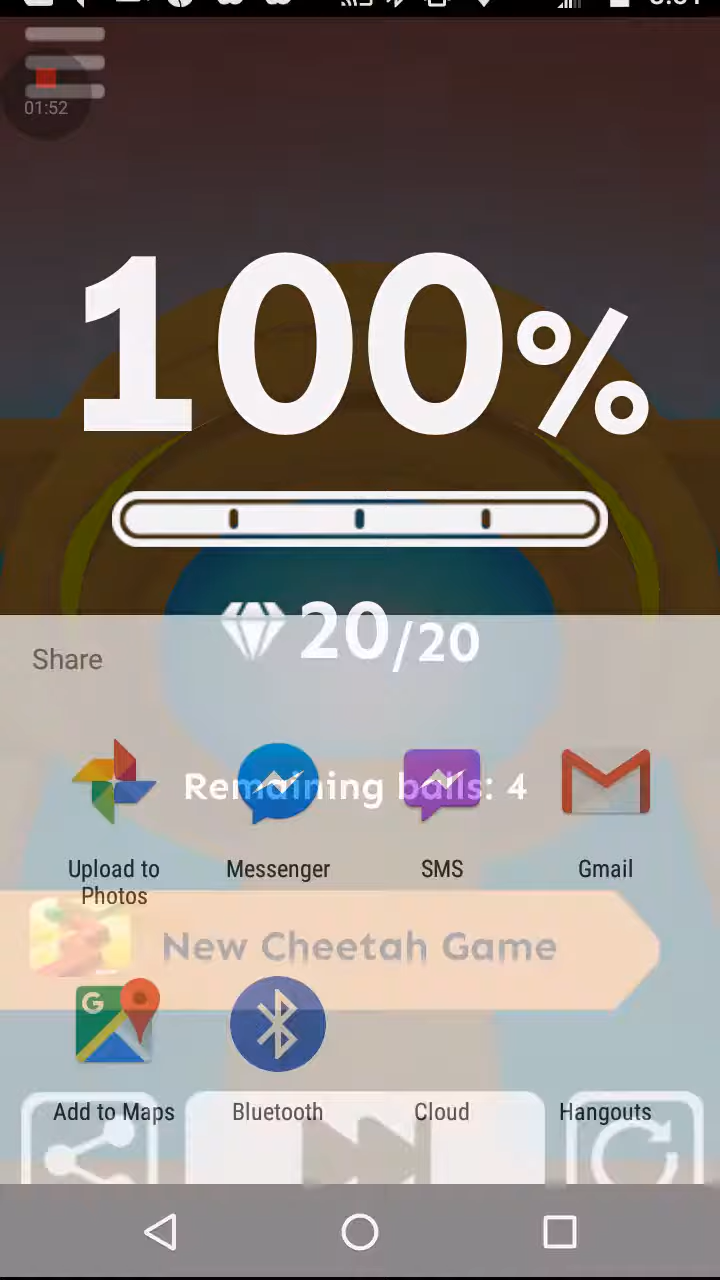 01:52
100%
20/20
Share
Remaining balls: 4
Upload to
Photos
Messenger
SMS
Gmail
New Cheetah Game
G
Add to Maps
Bluetooth
Cloud
Hangouts